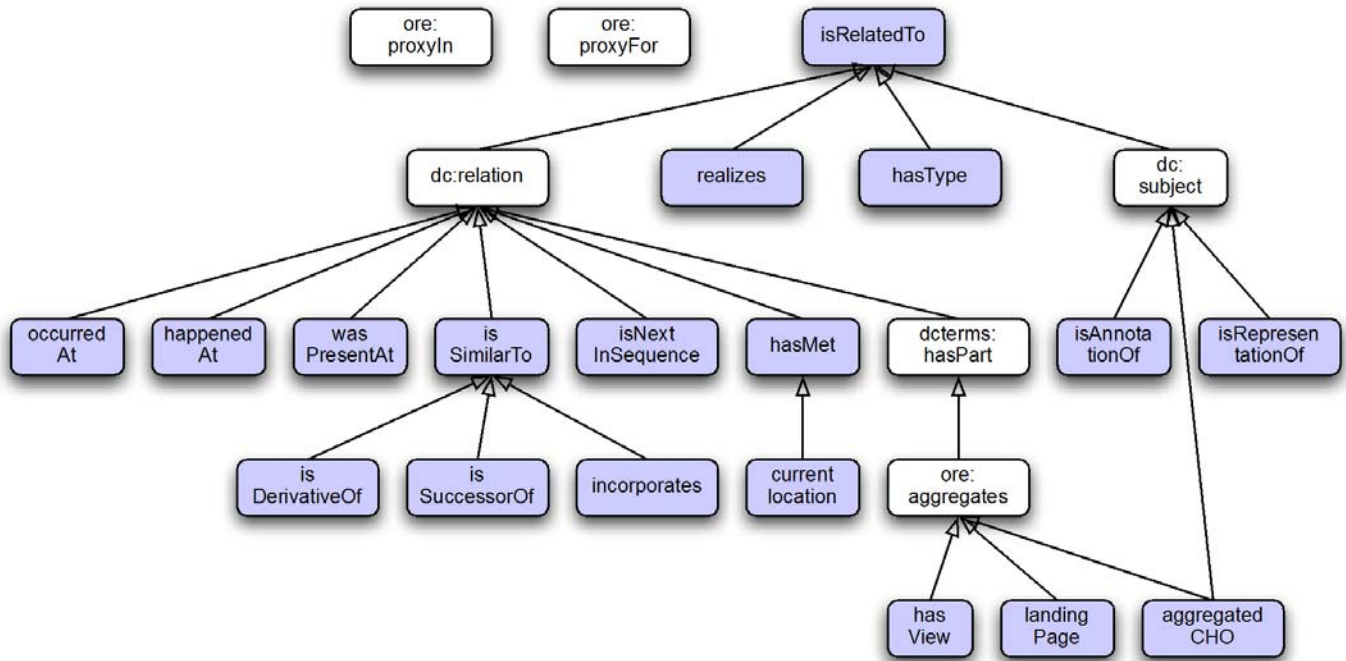 ore:
proxyIn
ore:
proxyFor
isRelatedTo
dc:relation
realizes
hasType
dc:
subject
occurred
At
happened
At
was
PresentAt
is
SimilarTo
isNext
InSequence
hasMet
dcterms:
hasPart
isAnnota
tionOf
isRepresen
tationOf
is
DerivativeOf
is
SuccessorOf
incorporates
current
location
ore:
aggregates
has
View
landing
Page
aggregated
CHO